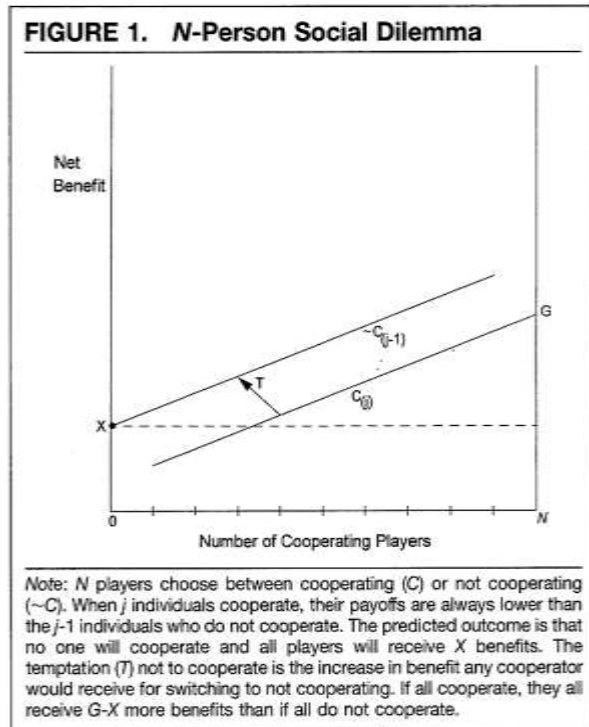 FIGURE 1. N-Person Social Dilemma
Net
Benefit
G
~C(j-1)
T
C(j)
X
0
N
Number of Cooperating Players
Note: N players choose between cooperating (C) or not cooperating
(~C). When j individuals cooperate, their payoffs are always lower than
the j-1 individuals who do not cooperate. The predicted outcome is that
no one will cooperate and all players will receive X benefits. The
temptation (T) not to cooperate is the increase in benefit any cooperator
would receive for switching to not cooperating. If all cooperate, they all
receive G-X more benefits than if all do not cooperate.